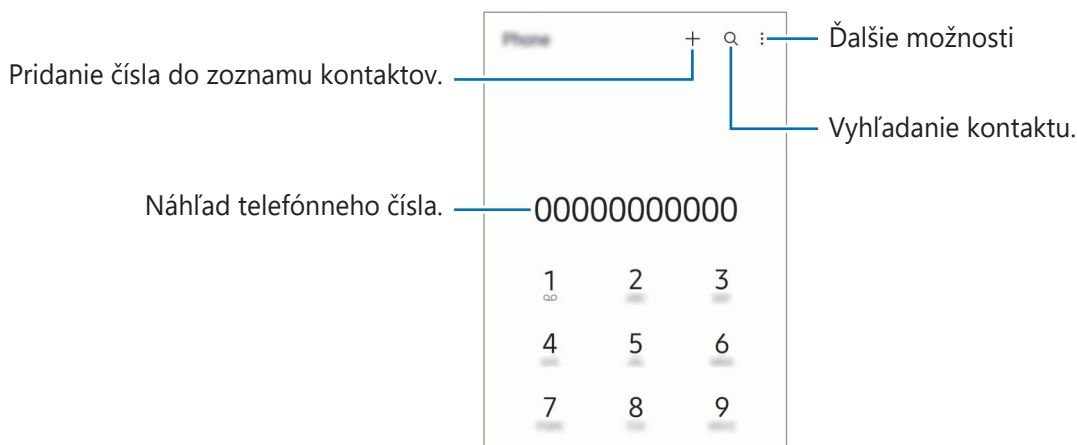 Phone
Ďalšie možnosti
Pridanie čísla do zoznamu kontaktov.
Vyhľadanie kontaktu.
Náhľad telefónneho čísla.
00000000000
1 2 3
4 5 6
7 8 9